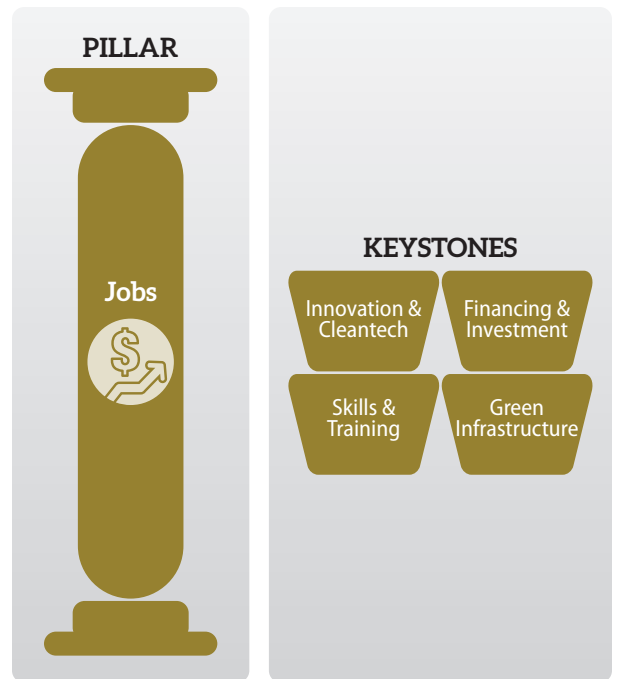 PILLAR
Jobs
$
KEYSTONES
Innovation &
Cleantech
Financing &
Investment
Skills &
Training
Green
Infrastructure